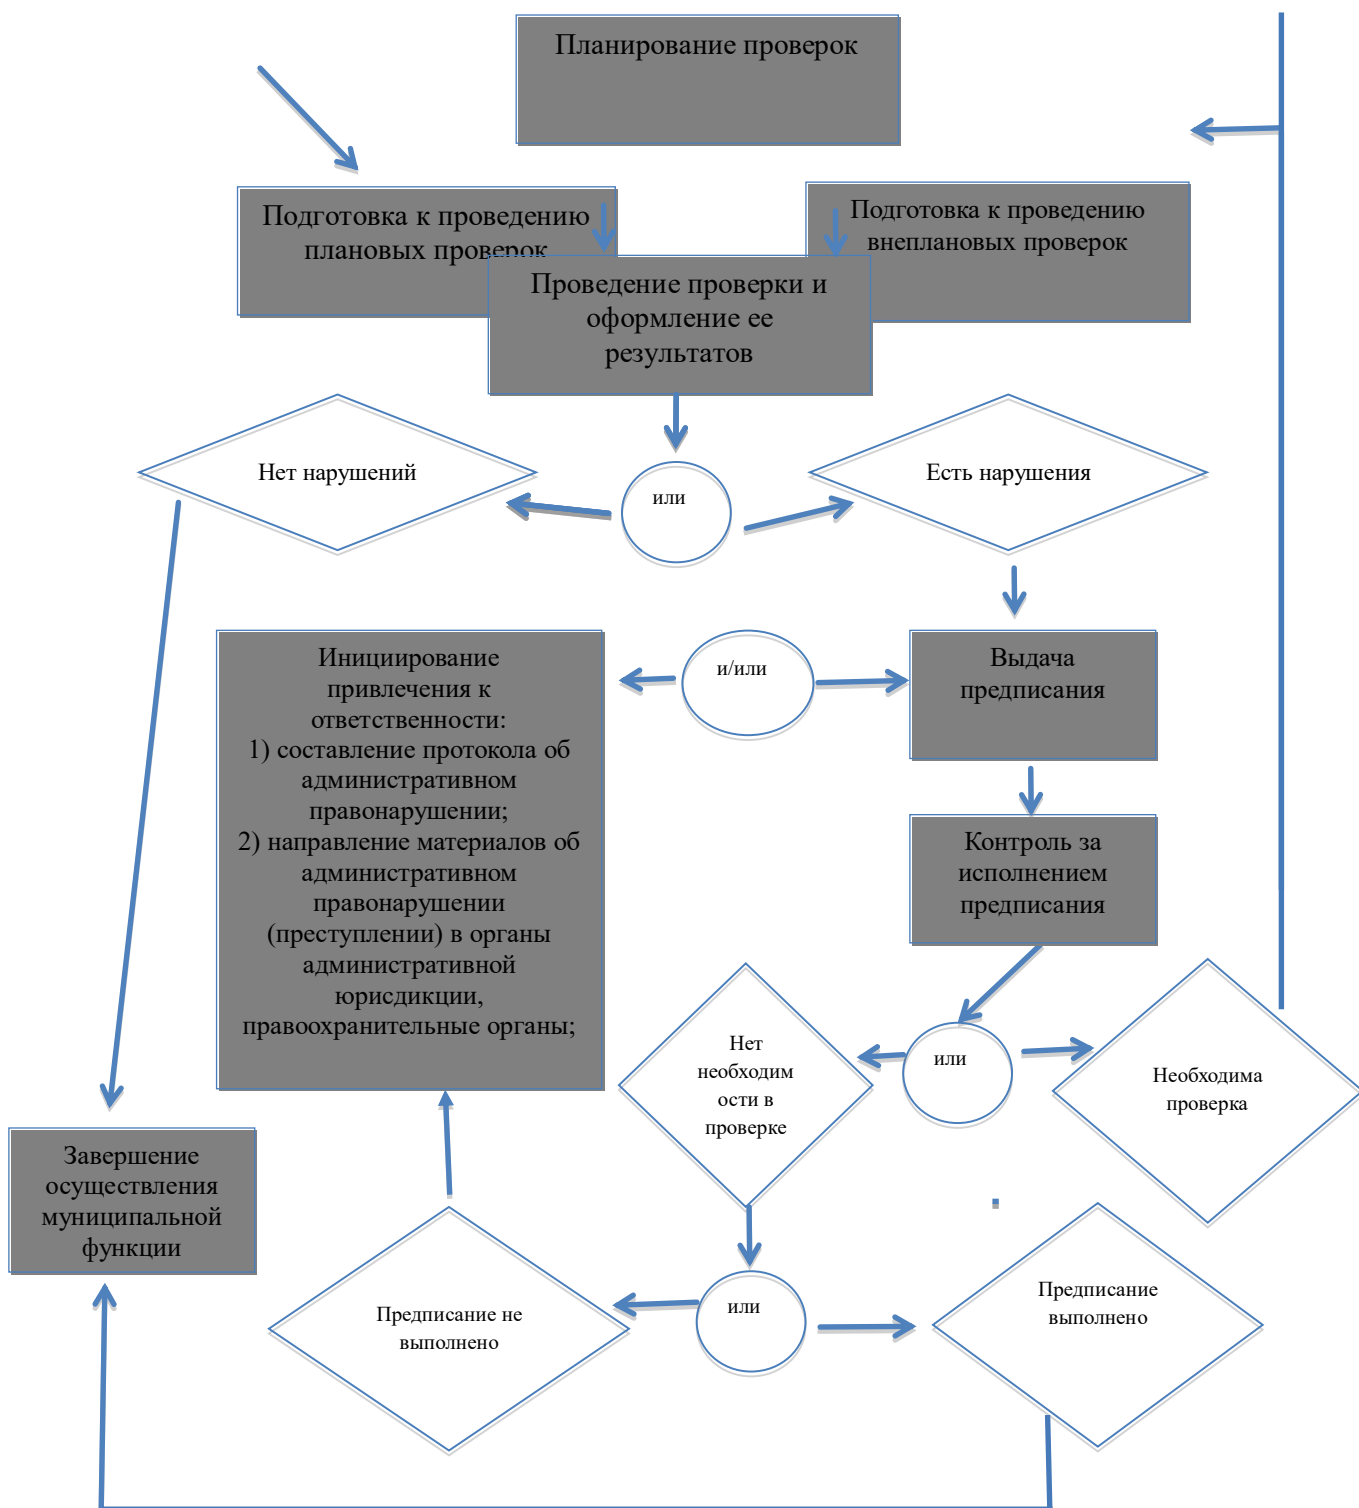 Планирование проверок
Подготовка к проведению
плановых проверок
Подготовка к проведению
внеплановых проверок
Проведение проверки и
оформление ее
результатов
Нет нарушений
или
Есть нарушения
Инициирование
привлечения к
ответственности:
1) составление протокола об
административном
правонарушении;
2) направление материалов об
административном
правонарушении
(преступлении) в органы
административной
юрисдикции,
правоохранительные органы;
и/или
Выдача
предписания
Контроль за
исполнением
предписания
Нет
необходим
ости в
проверке
или
Необходима
проверка
Завершение
осуществления
муниципальной
функции
Предписание не
выполнено
или
Предписание
выполнено